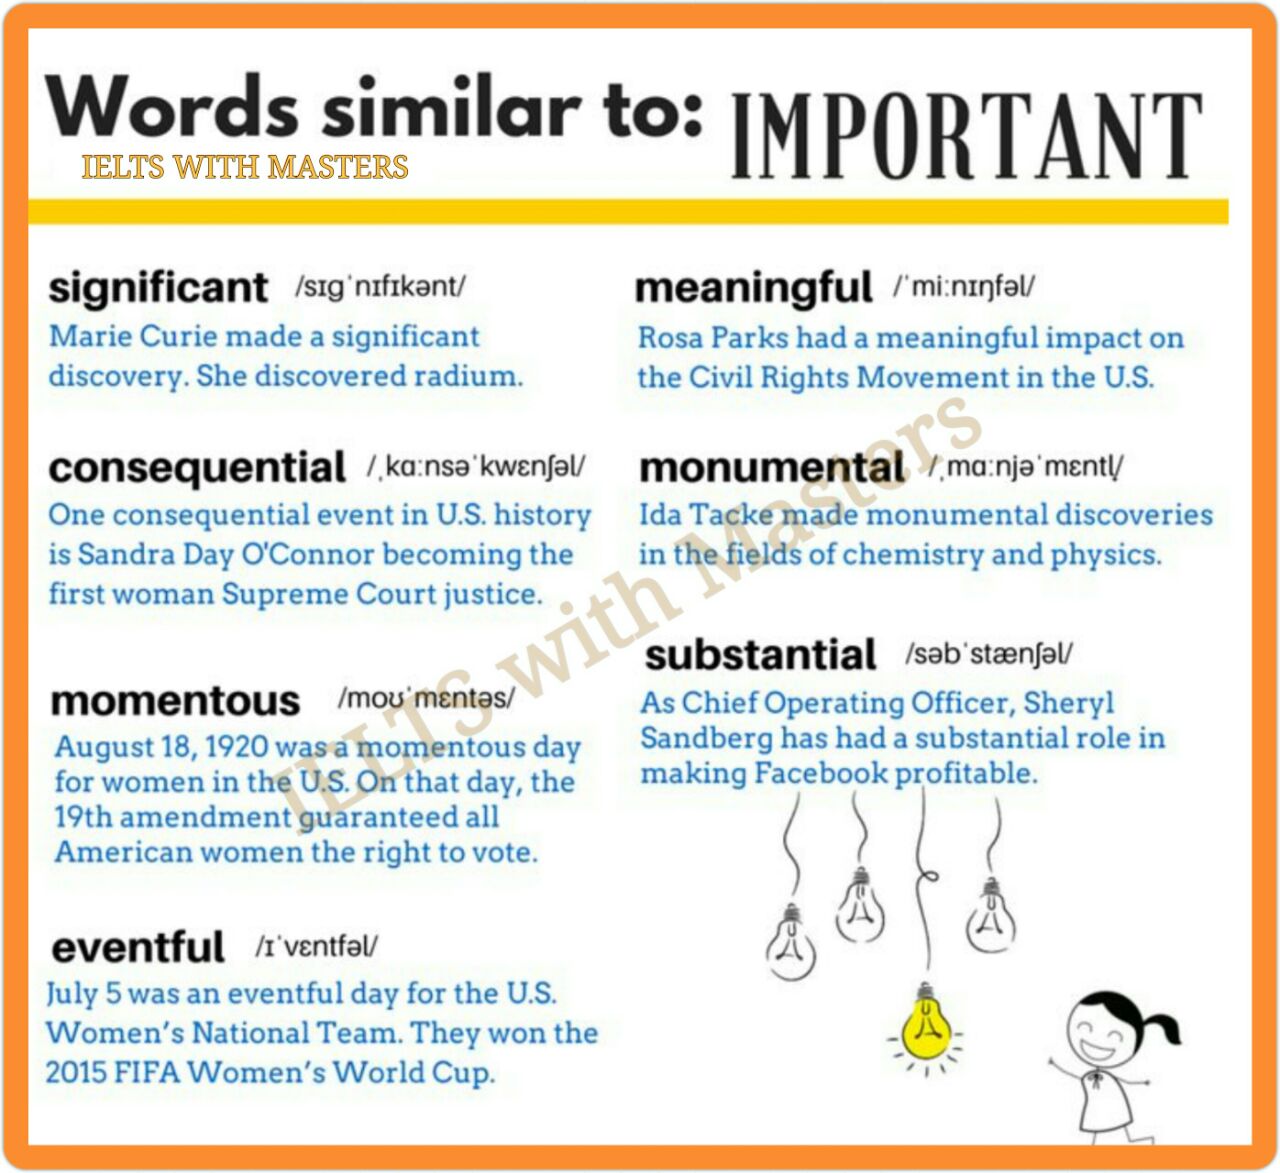 Words similar to: IMPORTANT
IELTS WITH MASTERS
significant /sɪɡˈnɪfɪkənt/
Marie Curie made a significant
discovery. She discovered radium.
consequential /ˌkɑːnsəˈkwɛnʃəl/
One consequential event in U.S. history
is Sandra Day O'Connor becoming the
first woman Supreme Court justice.
momentous /moʊˈmɛntəs/
August 18, 1920 was a momentous day
for women in the U.S. On that day, the
19th amendment guaranteed all
American women the right to vote.
eventful /ɪˈvɛntfəl/
July 5 was an eventful day for the U.S.
Women’s National Team. They won the
2015 FIFA Women’s World Cup.
meaningful /ˈmiːnɪŋfəl/
Rosa Parks had a meaningful impact on
the Civil Rights Movement in the U.S.
monumental /ˌmɑːnjəˈmɛntl̩/
Ida Tacke made monumental discoveries
in the fields of chemistry and physics.
substantial /səbˈstænʃəl/
As Chief Operating Officer, Sheryl
Sandberg has had a substantial role in
making Facebook profitable.
IELTS with Masters